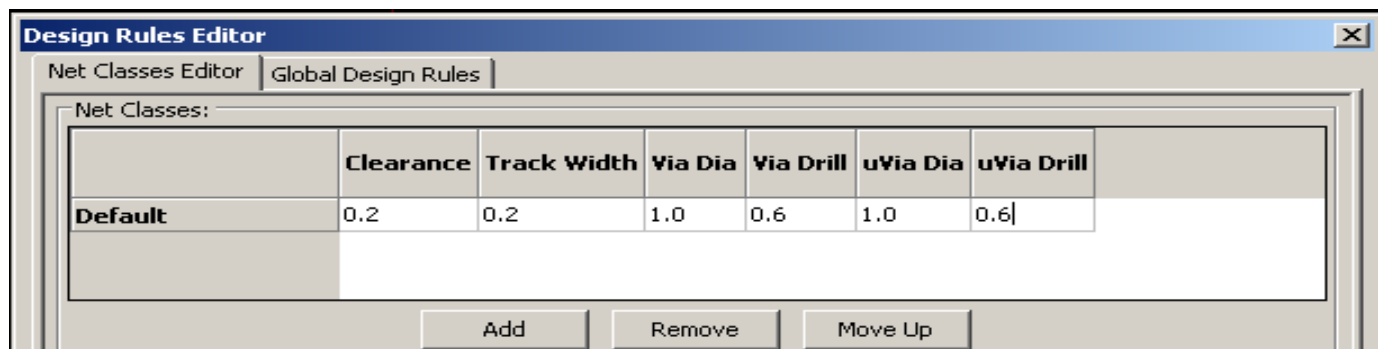 Design Rules Editor
Net Classes Editor Global Design Rules
Net Classes:
Clearance Track Width Via Dia Via Drill uVia Dia uVia Drill
Default 0.2 0.2 1.0 0.6 1.0 0.6
Add Remove Move Up